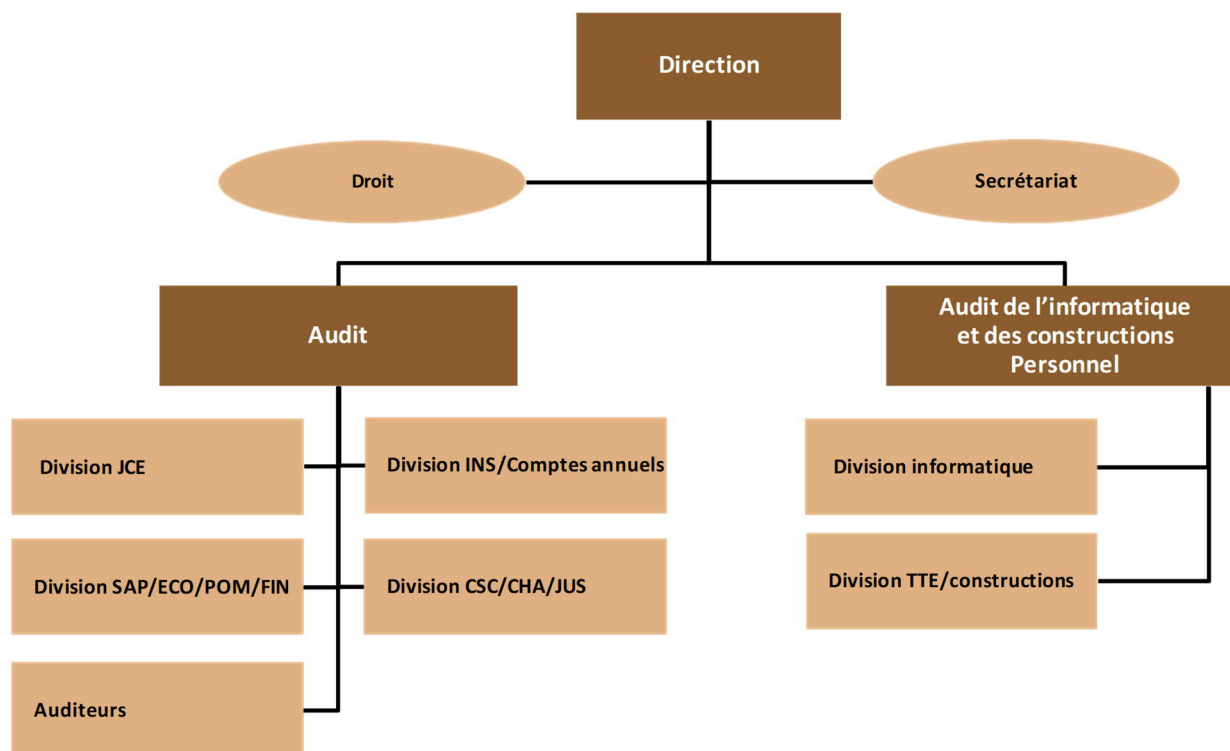 Direction
Droit
Secrétariat
Audit
Audit de l’informatique
et des constructions
Personnel
Division JCE
Division INS/Comptes annuels
Division informatique
Division SAP/ECO/POM/FIN
Division CSC/CHA/JUS
Division TTE/constructions
Auditeurs